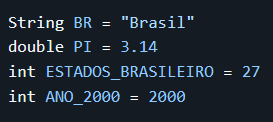 String BR = "Brasil"
double PI = 3.14
int ESTADOS_BRASILEIRO = 27
int ANO_2000 = 2000